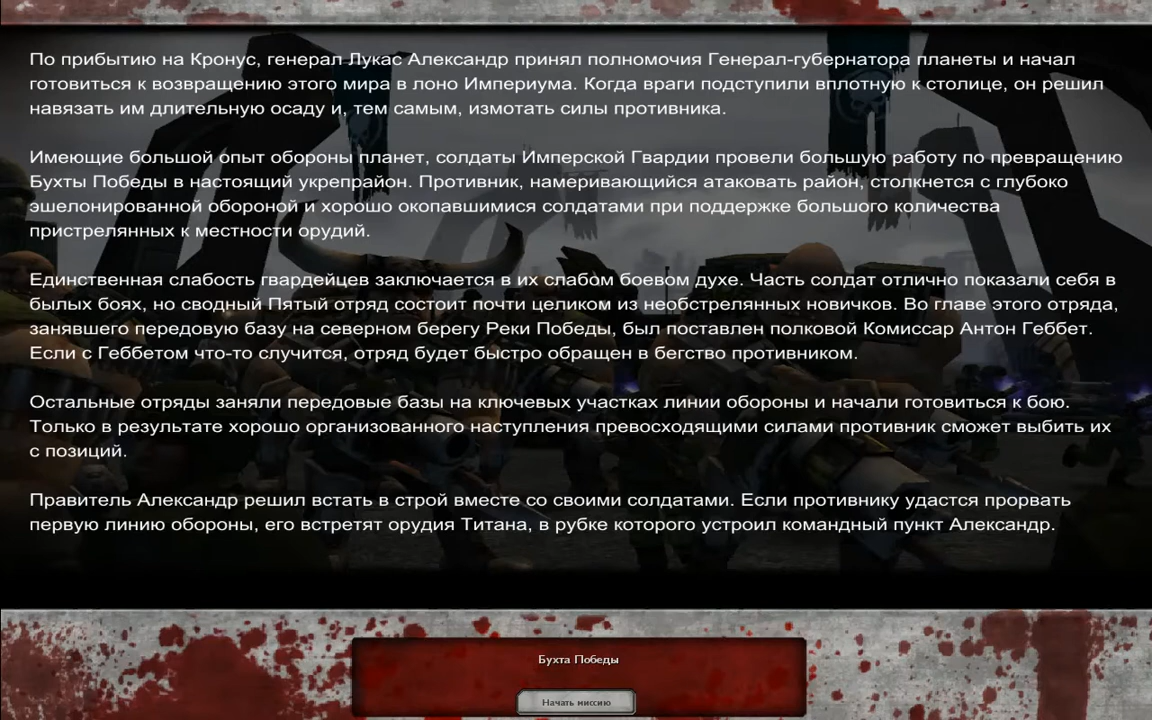 По прибытию на Кронус, генерал Лукас Александр принял полномочия Генерал-губернатора планеты и начал
готовиться к возвращению этого мира в лоно Империума. Когда враги подступили вплотную к столице, он решил
навязать им длительную осаду и, тем самым, измотать силы противника.
Имеющие большой опыт обороны планет, солдаты Имперской Гвардии провели большую работу по превращению
Бухты Победы в настоящий укрепрайон. Противник, намеривающийся атаковать район, столкнется с глубоко
эшелонированной обороной и хорошо окопавшимися солдатами при поддержке большого количества
пристрелянных к местности орудий.
Единственная слабость гвардейцев заключается в их слабом боевом духе. Часть солдат отлично показали себя в
былых боях, но сводный Пятый отряд состоит почти целиком из необстрелянных новичков. Во главе этого отряда,
занявшего передовую базу на северном берегу Реки Победы, был поставлен полковой Комиссар Антон Геббет.
Если с Геббетом что-то случится, отряд будет быстро обращен в бегство противником.
Остальные отряды заняли передовые базы на ключевых участках линии обороны и начали готовиться к бою.
Только в результате хорошо организованного наступления превосходящими силами противник сможет выбить их
с позиций.
Правитель Александр решил встать в строй вместе со своими солдатами. Если противнику удастся прорвать
первую линию обороны, его встретят орудия Титана, в рубке которого устроил командный пункт Александр.
Бухта Победы
Начать миссию